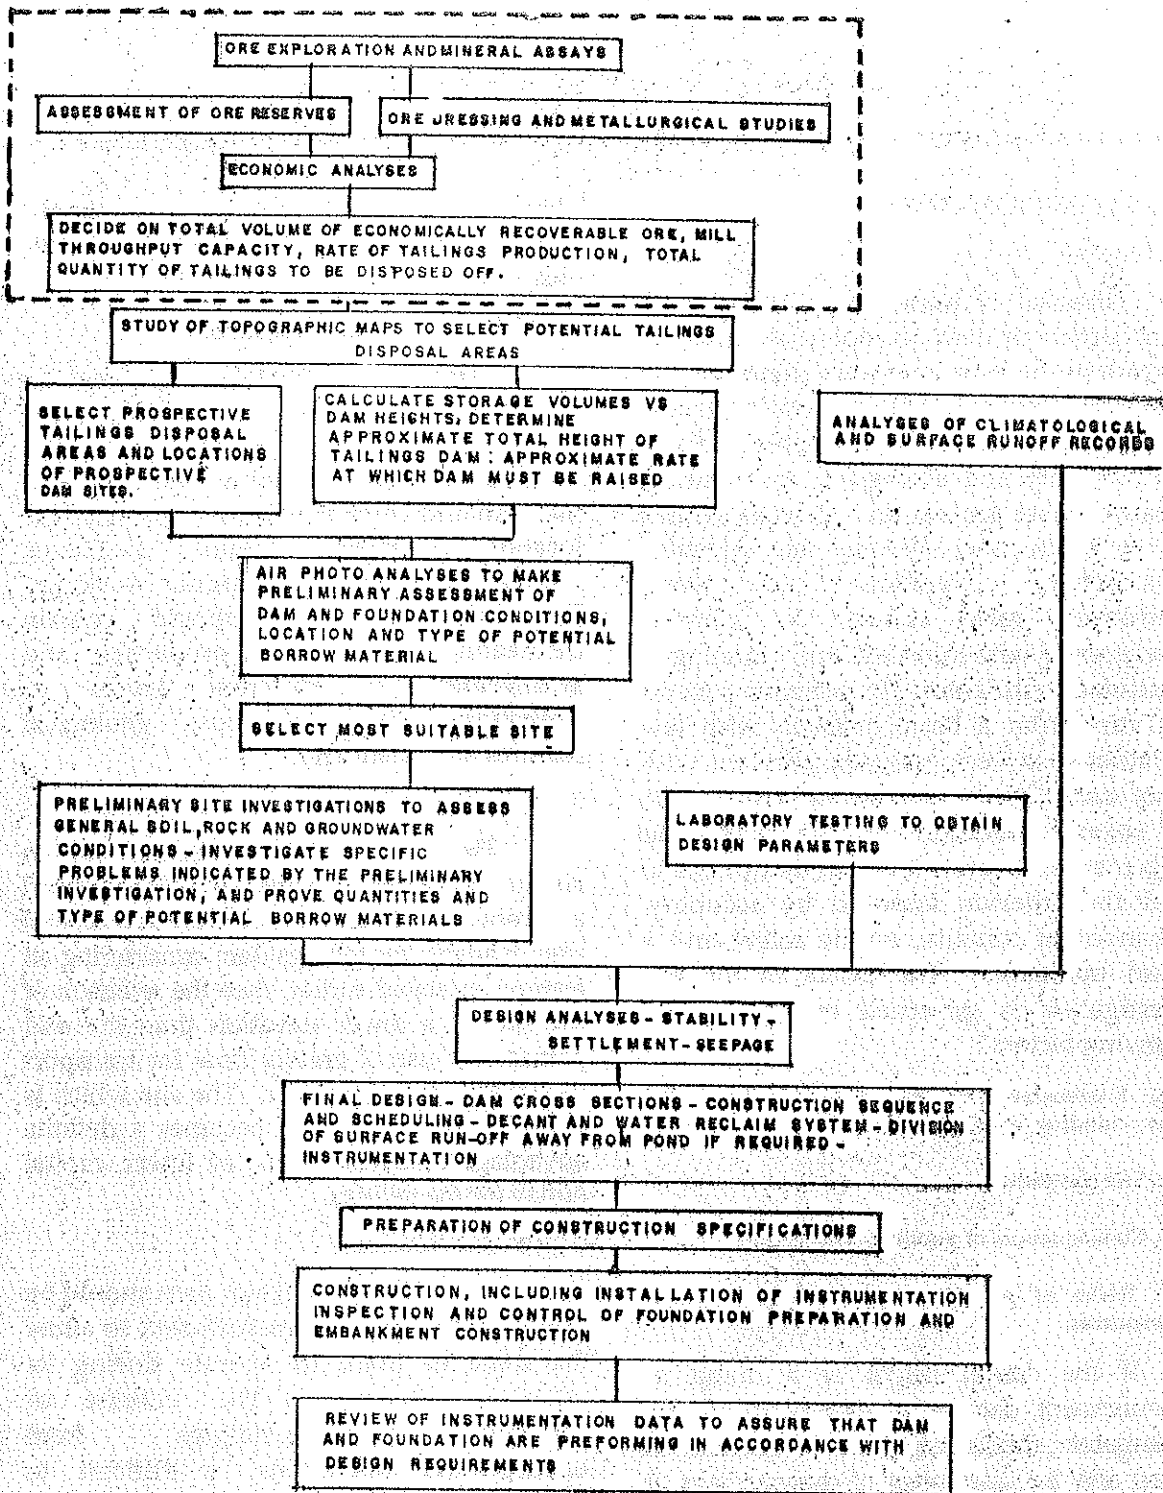 ORE EXPLORATION AND MINERAL ASSAYS
ASSESSMENT OF ORE RESERVES
ORE DRESSING AND METALLURGICAL STUDIES
ECONOMIC ANALYSES
DECIDE ON TOTAL VOLUME OF ECONOMICALLY RECOVERABLE ORE, MILL
THROUGHPUT CAPACITY, RATE OF TAILINGS PRODUCTION, TOTAL
QUANTITY OF TAILINGS TO BE DISPOSED OFF.
STUDY OF TOPOGRAPHIC MAPS TO SELECT POTENTIAL TAILINGS
DISPOSAL AREAS
SELECT PROSPECTIVE
TAILINGS DISPOSAL
AREAS AND LOCATIONS
OF PROSPECTIVE
DAM SITES.
CALCULATE STORAGE VOLUMES VS
DAM HEIGHTS, DETERMINE
APPROXIMATE TOTAL HEIGHT OF
TAILINGS DAM : APPROXIMATE RATE
AT WHICH DAM MUST BE RAISED
ANALYSES OF CLIMATOLOGICAL
AND SURFACE RUNOFF RECORDS
AIR PHOTO ANALYSES TO MAKE
PRELIMINARY ASSESSMENT OF
DAM AND FOUNDATION CONDITIONS,
LOCATION AND TYPE OF POTENTIAL
BORROW MATERIAL
SELECT MOST SUITABLE SITE
PRELIMINARY SITE INVESTIGATIONS TO ASSESS
GENERAL SOIL, ROCK AND GROUNDWATER
CONDITIONS - INVESTIGATE SPECIFIC
PROBLEMS INDICATED BY THE PRELIMINARY
INVESTIGATION, AND PROVE QUANTITIES AND
TYPE OF POTENTIAL BORROW MATERIALS
LABORATORY TESTING TO OBTAIN
DESIGN PARAMETERS
DESIGN ANALYSES - STABILITY -
SETTLEMENT - SEEPAGE
FINAL DESIGN - DAM CROSS SECTIONS - CONSTRUCTION SEQUENCE
AND SCHEDULING - DECANT AND WATER RECLAIM SYSTEM - DIVISION
OF SURFACE RUN-OFF AWAY FROM POND IF REQUIRED -
INSTRUMENTATION
PREPARATION OF CONSTRUCTION SPECIFICATIONS
CONSTRUCTION, INCLUDING INSTALLATION OF INSTRUMENTATION
INSPECTION AND CONTROL OF FOUNDATION PREPARATION AND
EMBANKMENT CONSTRUCTION
REVIEW OF INSTRUMENTATION DATA TO ASSURE THAT DAM
AND FOUNDATION ARE PREFORMING IN ACCORDANCE WITH
DESIGN REQUIREMENTS